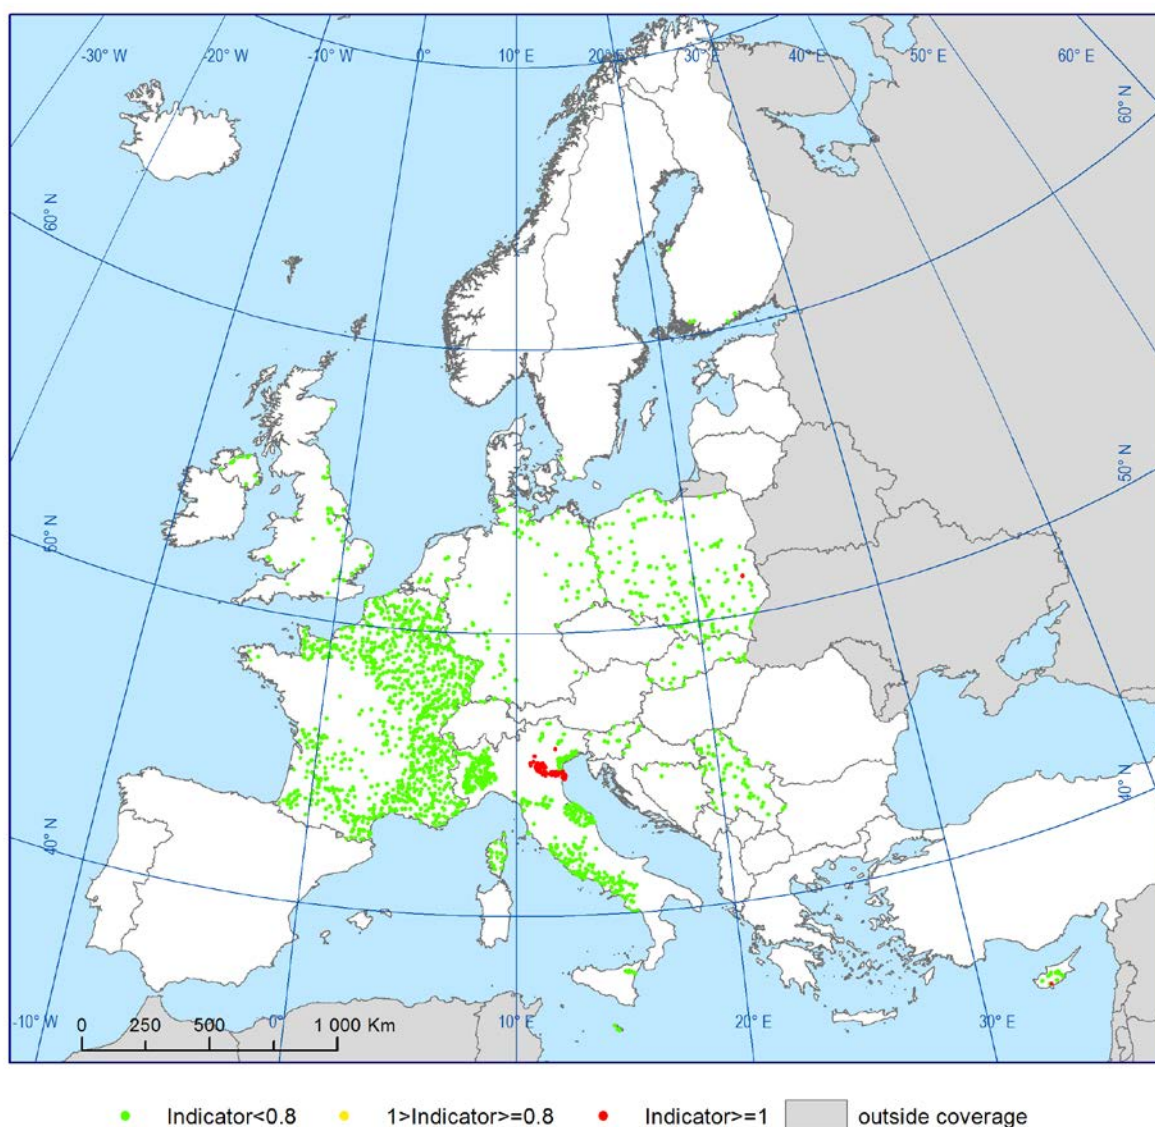 -30° W -20° W -10° W 0° 10° E 20° E 30° E 40° E 50° E 60° E
60° N
60° N
50° N
50° N
40° N
40° N
-10° W 0° 10° E 20° E 30° E
0 250 500 1 000 Km
Indicator<0.8 1>Indicator>=0.8 Indicator>=1 outside coverage